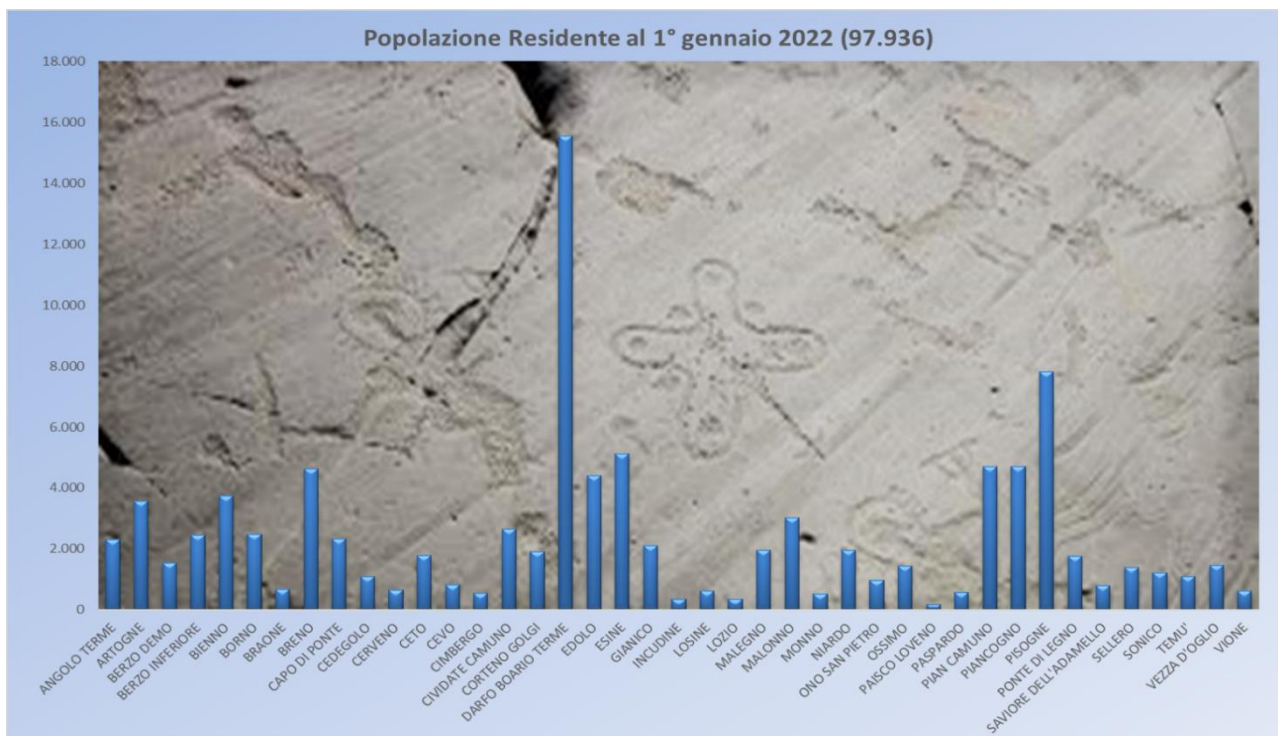 Popolazione Residente al 1° gennaio 2022 (97.936)
18.000
16.000
14.000
12.000
10.000
8.000
6.000
4.000
2.000
0
ANGOLO TERME
ARTOGNE
BERZO DEMO
BERZO INFERIORE
BIENNO
BORNO
BRAONE
BRENO
CAPO DI PONTE
CEDEGOLO
CERVENO
CETO
CEVO
CIMBERGO
CIVIDATE CAMUNO
CORTENO GOLGI
DARFO BOARIO TERME
EDOLO
ESINE
GIANICO
INCUDINE
LOSINE
LOZIO
MALEGNO
MALONNO
MONNO
NIARDO
ONO SAN PIETRO
OSSIMO
PAISCO LOVENO
PASPARDO
PIAN CAMUNO
PIANCOGNO
PISOGNE
PONTE DI LEGNO
SAVIORE DELL'ADAMELLO
SELLERO
SONICO
TEMU'
VEZZA D'OGLIO
VIONE